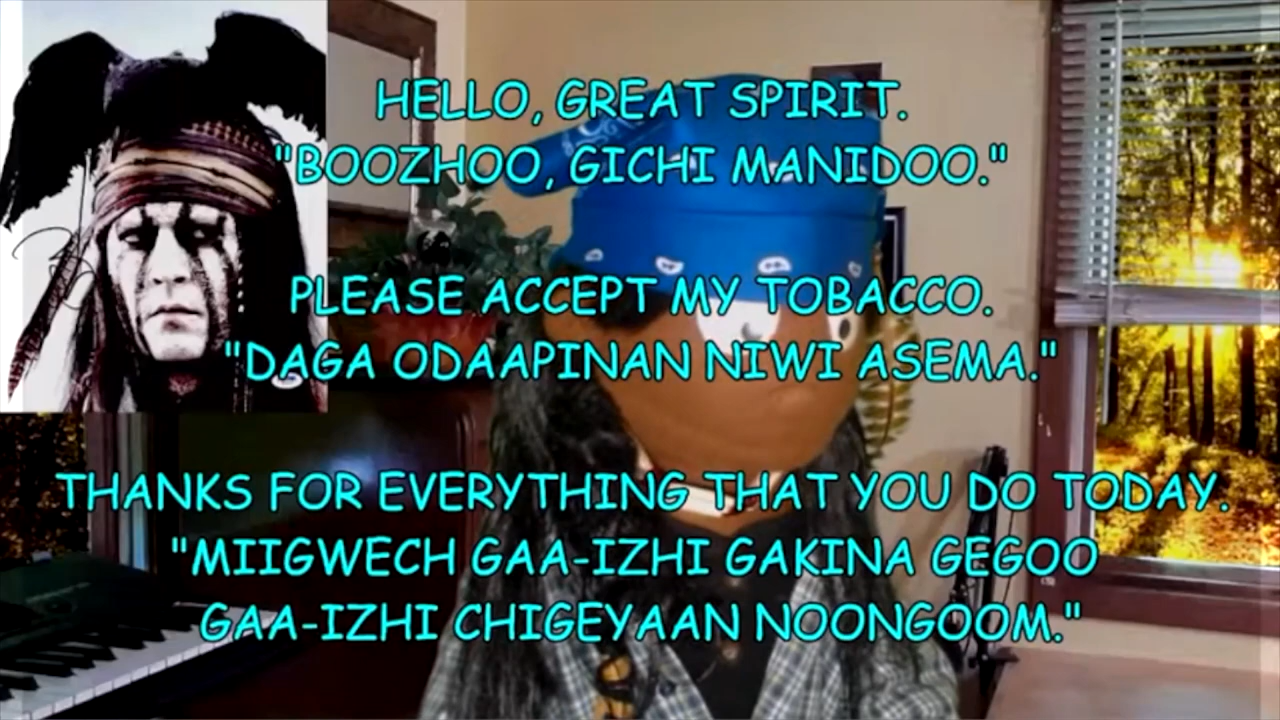 HELLO, GREAT SPIRIT.
"BOOZHOO, GICHI MANIDOO."
PLEASE ACCEPT MY TOBACCO.
"DAGA ODAAPINAN NIWI ASEMA."
THANKS FOR EVERYTHING THAT YOU DO TODAY.
"MIIGWECH GAA-IZHI GAKINA GEGOO
GAA-IZHI CHIGEYAAN NOONGOOM."